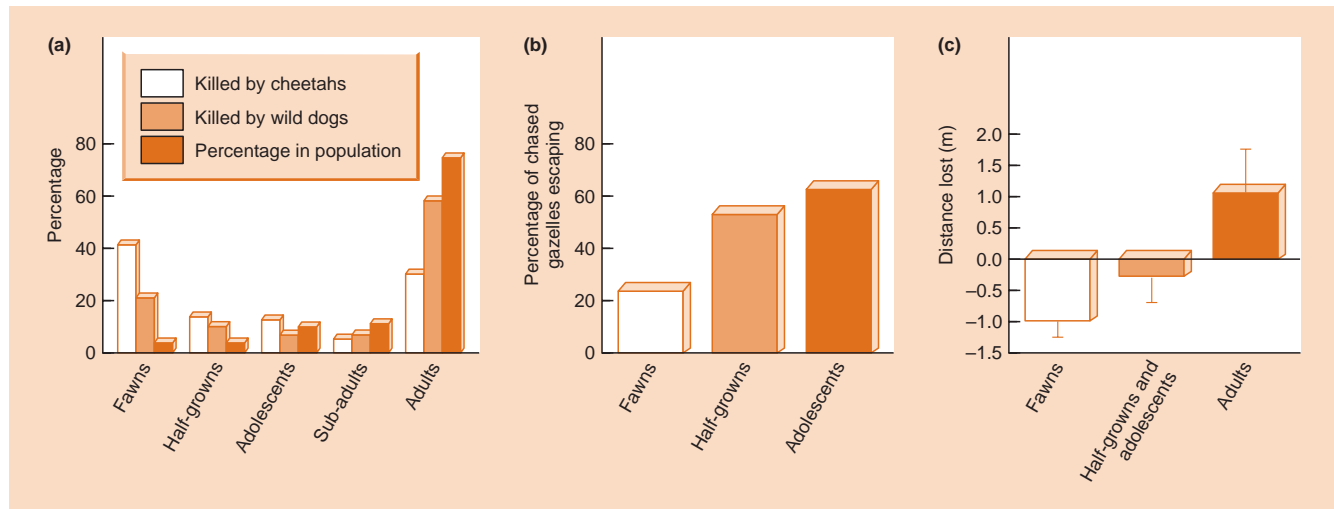 (a)
Killed by cheetahs
Killed by wild dogs
Percentage in population
Percentage
80
60
40
20
0
Fawns
Half-growns
Adolescents
Sub-adults
Adults
(b)
Percentage of chased
gazelles escaping
80
60
40
20
0
Fawns
Half-growns
Adolescents
(c)
Distance lost (m)
2.0
1.5
1.0
0.5
0.0
–0.5
–1.0
–1.5
Fawns
Half-growns and
adolescents
Adults